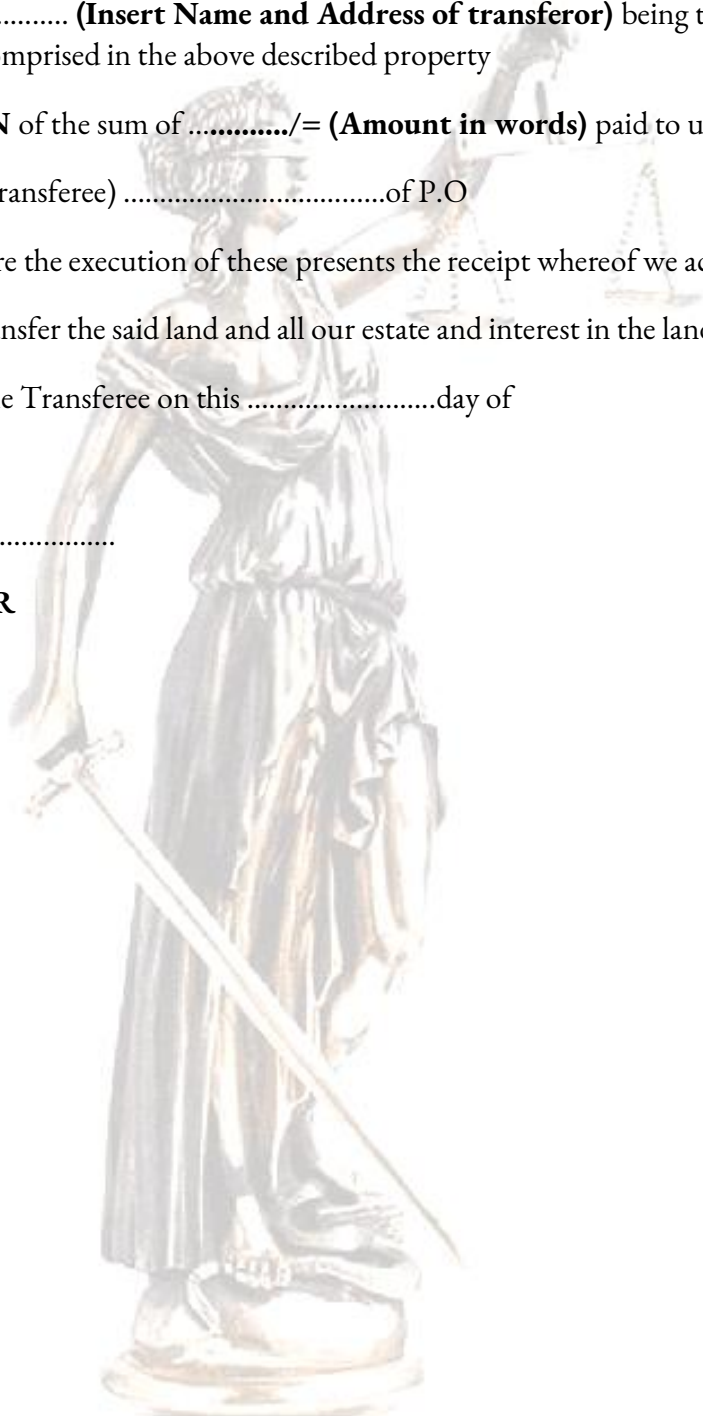 .......... (Insert Name and Address of transferor) being t
omprised in the above described property
N of the sum of ............../= (Amount in words) paid to u
ransferee) ....................................of P.O
re the execution of these presents the receipt whereof we ac
nsfer the said land and all our estate and interest in the lan
e Transferee on this ..........................day of
................
R